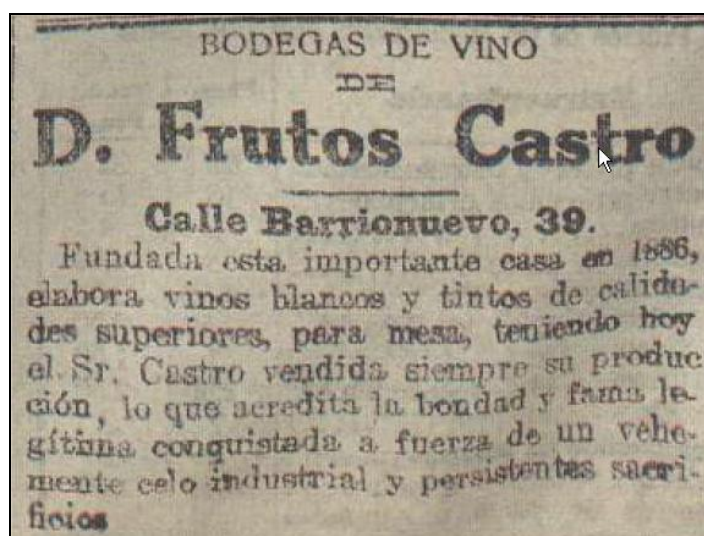 BODEGAS DE VINO
DE
D. Frutos Castro
Calle Barrionuevo, 39.
Fundada esta importante casa en 1886,
elabora vinos blancos y tintos de calida-
des superiores, para mesa, teniendo hoy
el Sr. Castro vendida siempre su produc
ción, lo que acredita la bondad y fama le-
gítima conquistada a fuerza de un vehe-
mente celo industrial y persistentes sacri-
ficios